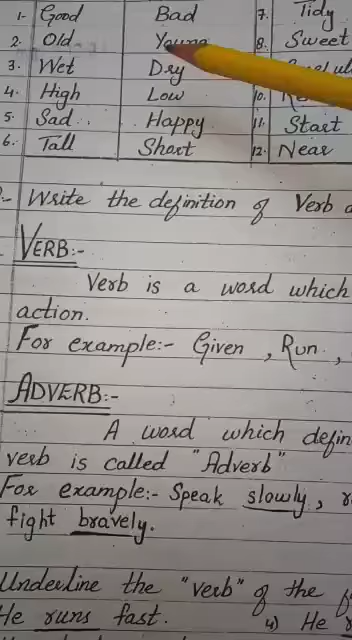 1- Good Bad 7. Tidy
2. Old Young 8. Sweet
3. Wet Dry
4. High Low 10.
5. Sad Happy 11. Start
6. Tall Short 12. Near
:- Write the definition of Verb
VERB:-
Verb is a word which
action.
For example:- Given , Run ,
ADVERB:-
A word which defin
verb is called "Adverb"
For example:- Speak slowly ,
fight bravely.
Underline the "verb" of the
He runs fast. 4) He